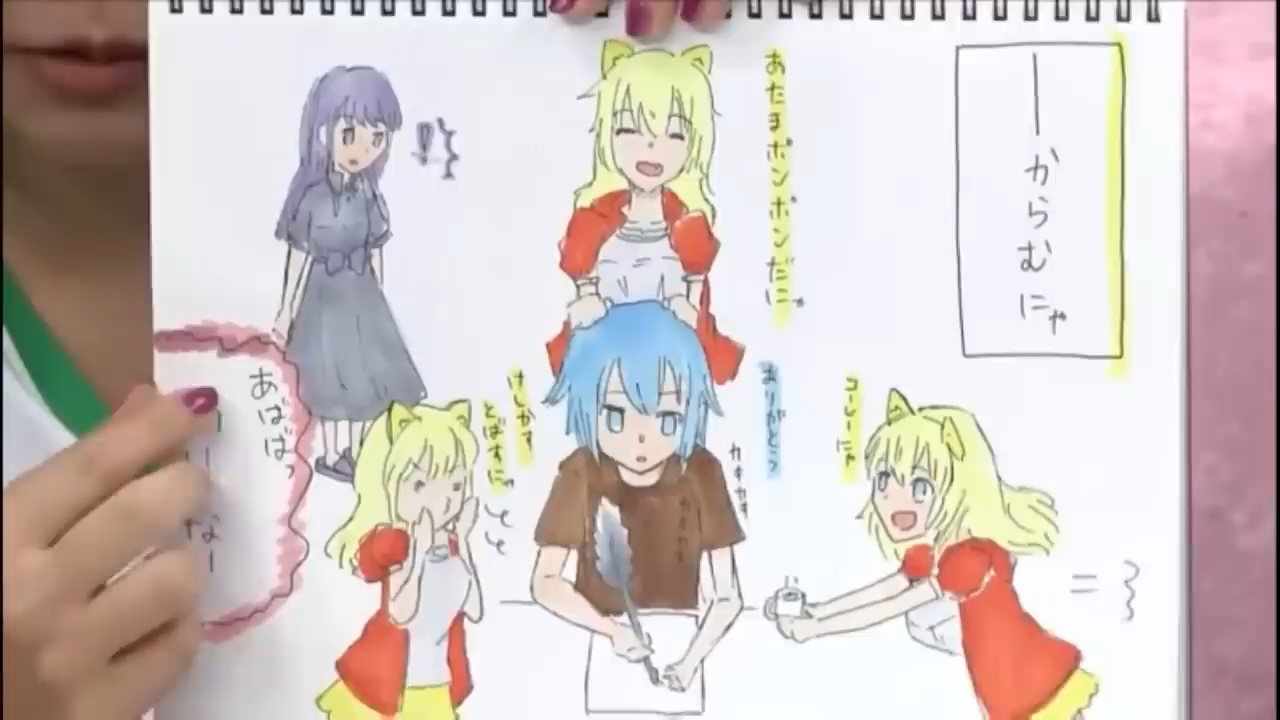 ーからむにゃ
あたまポンポンだにゃ
ありがとう
カキカキ
コーヒーにゃ
けしかす
とばすにゃ
あばばっ